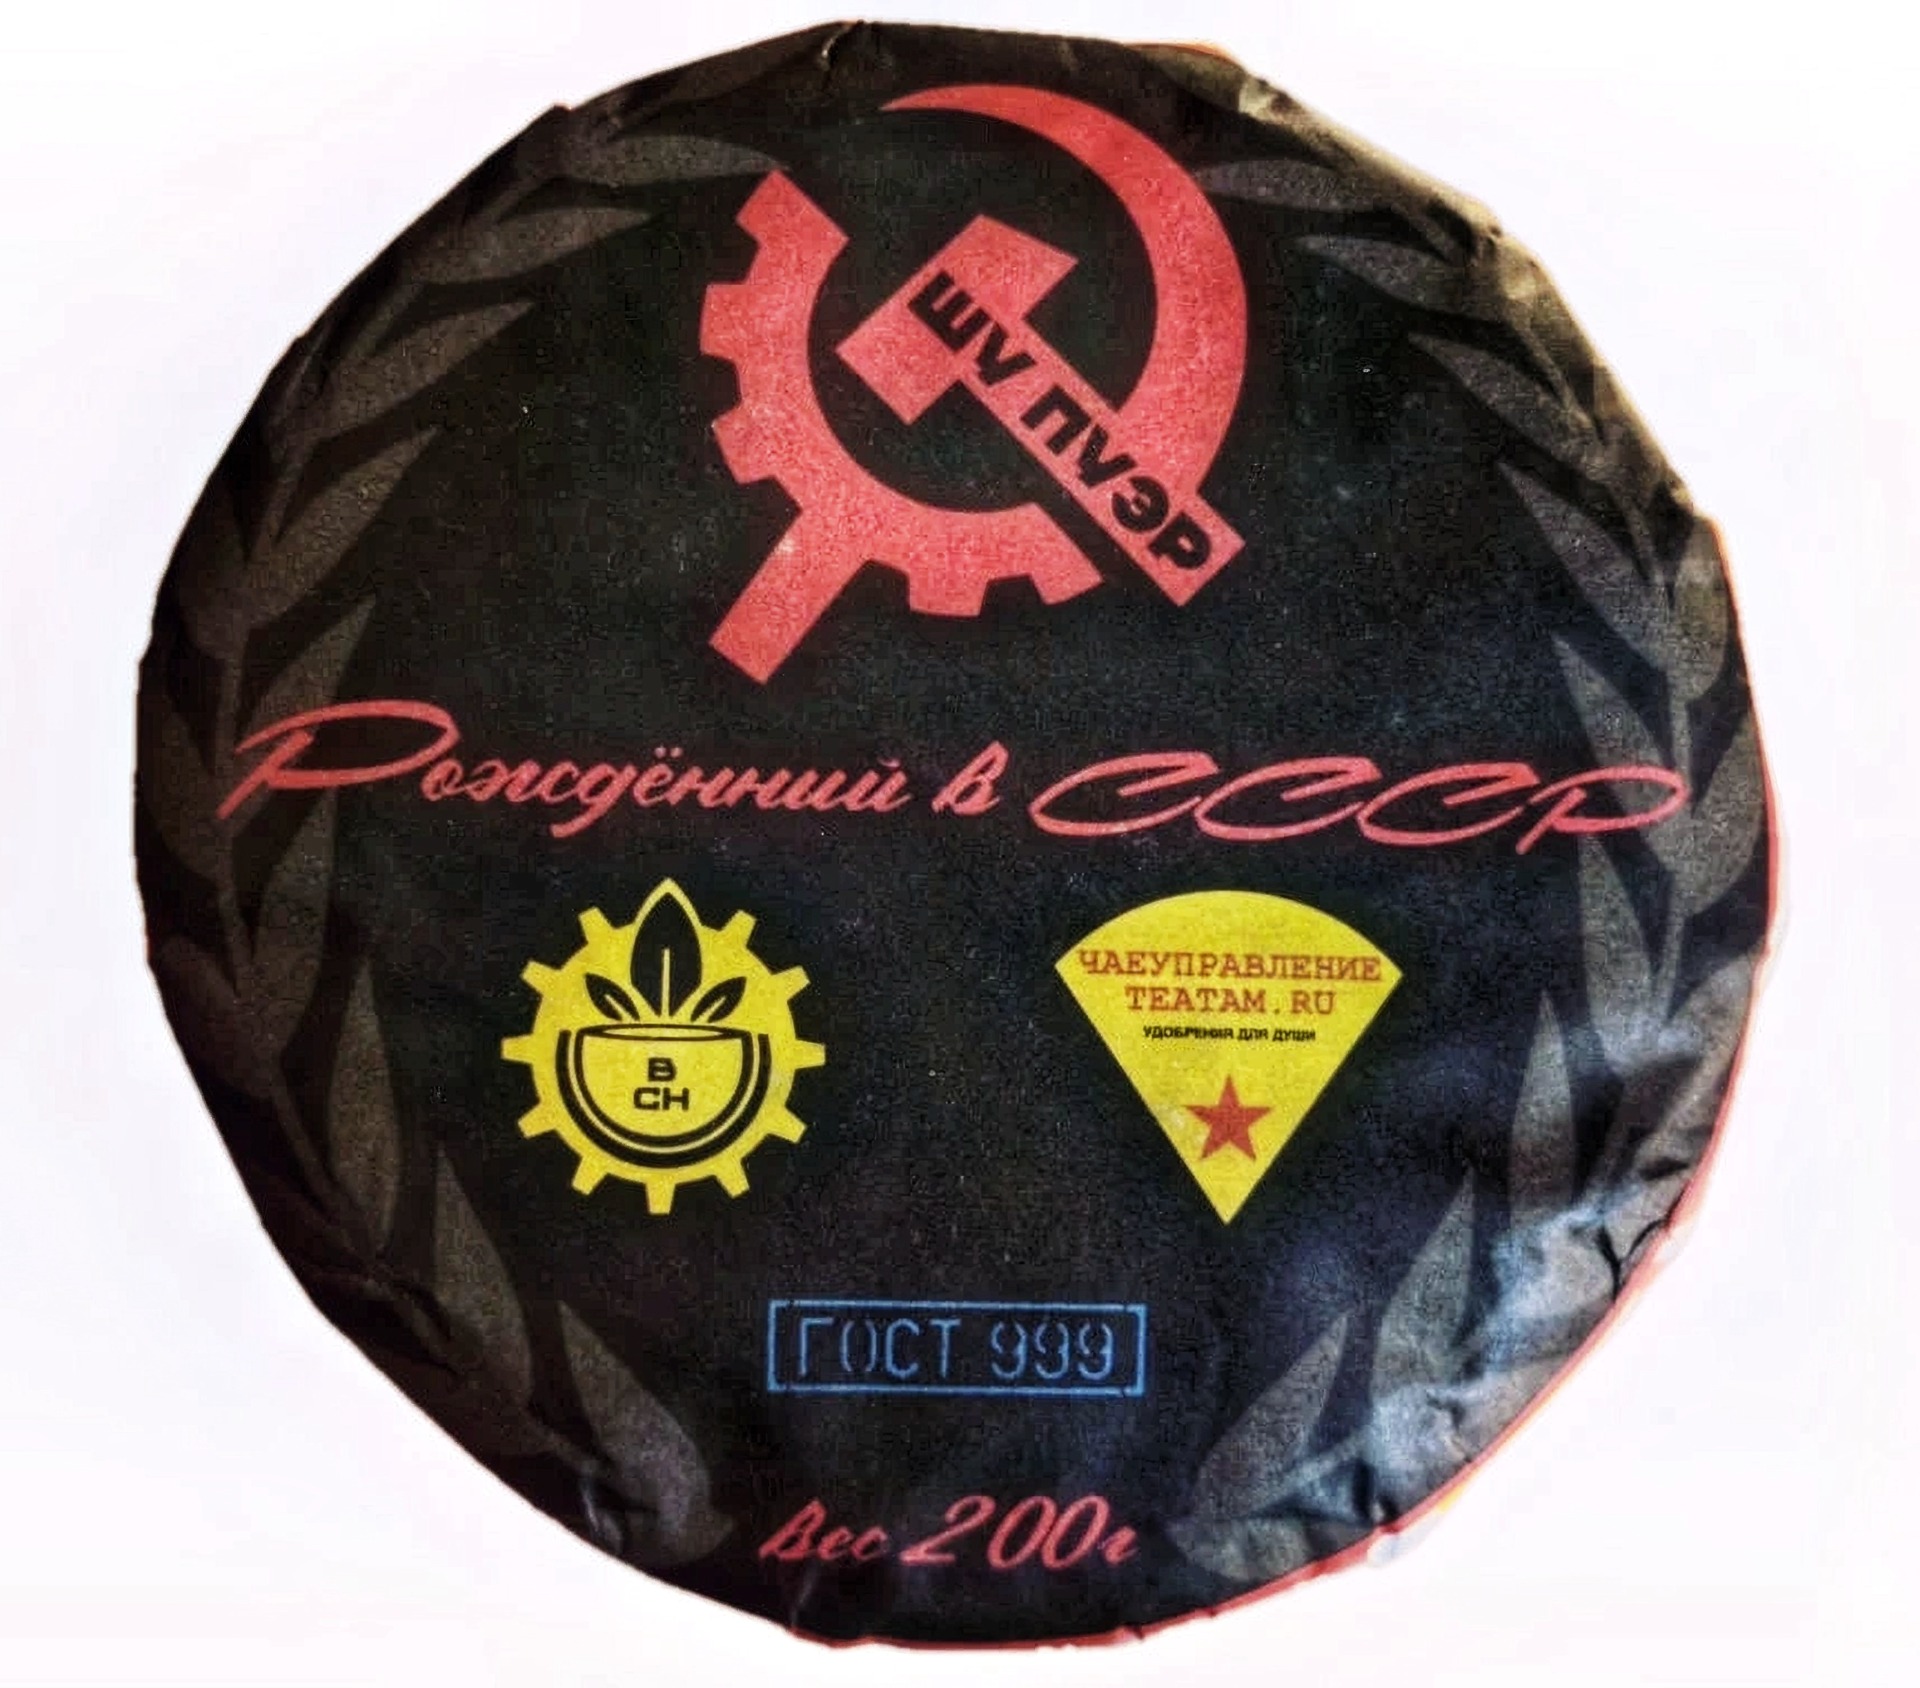 ШУ ПУЭР
Рождённый в СССР
В
СН
ЧАЕУПРАВЛЕНИЕ
TEATAM.RU
УДОБРЕНИЯ ДЛЯ ДУШИ
ГОСТ 999
Вес 200г